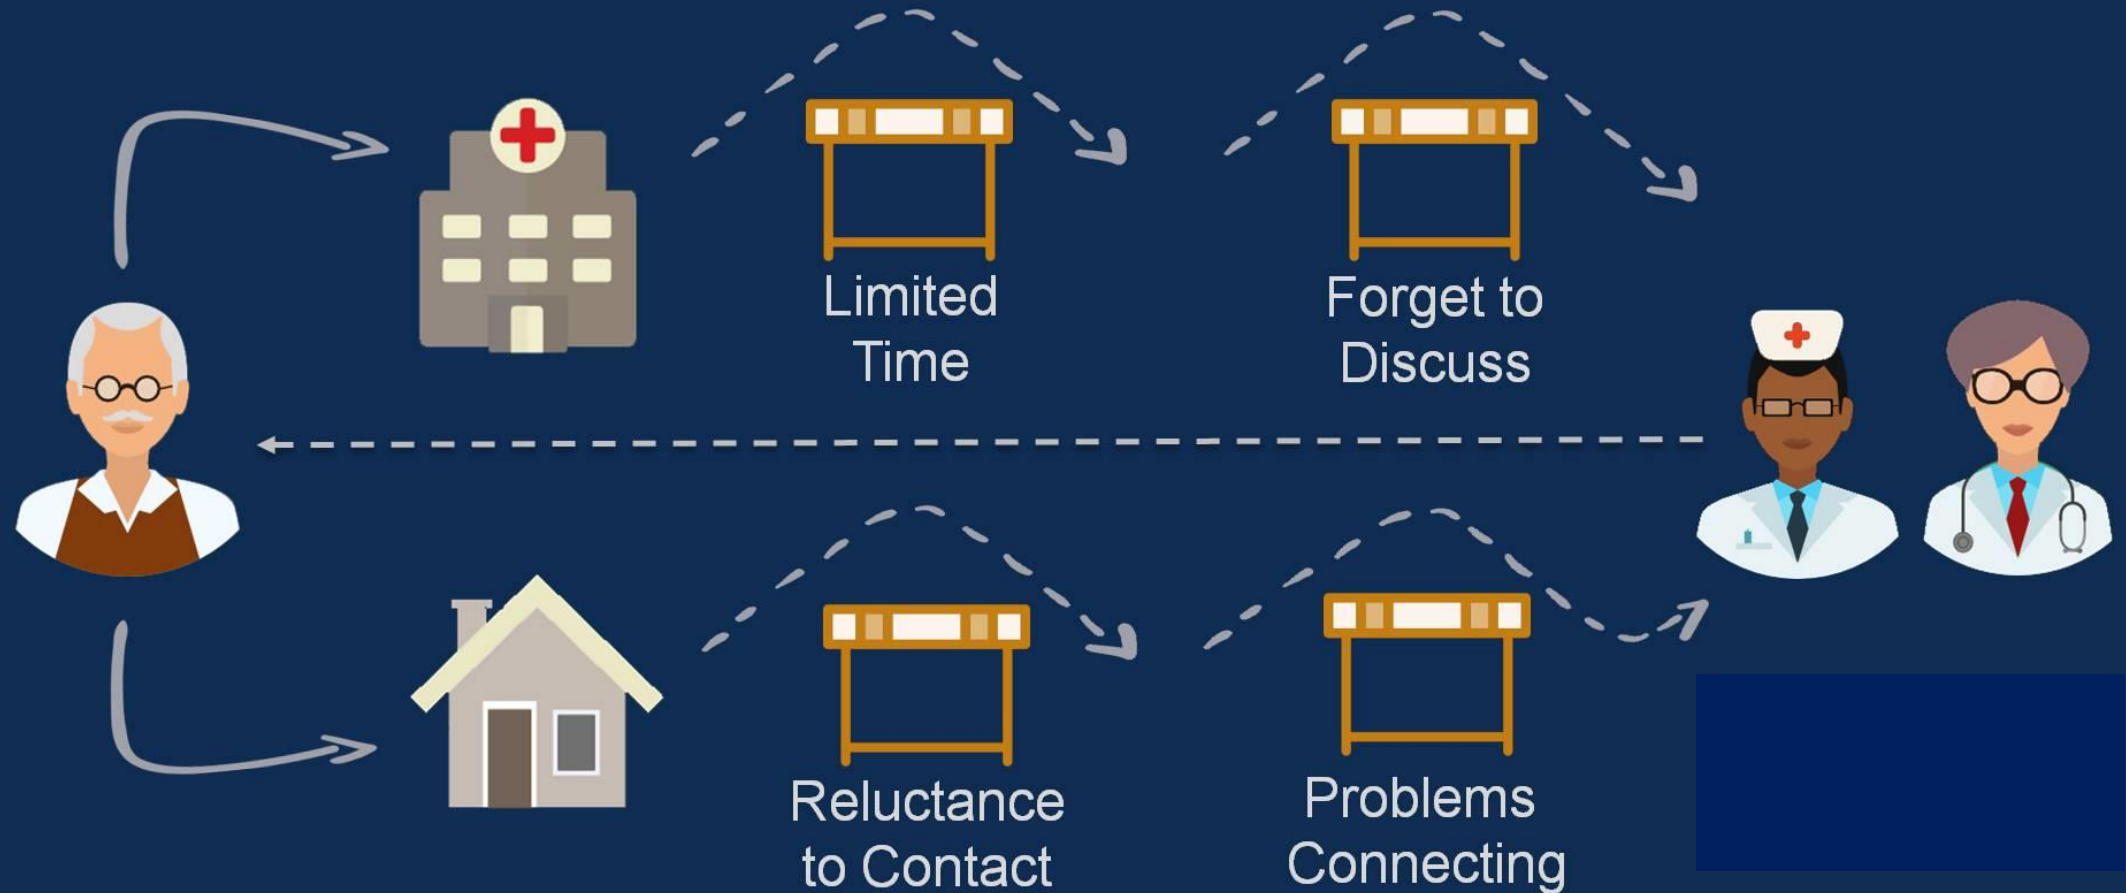 Limited
Time
Forget to
Discuss
Reluctance
to Contact
Problems
Connecting